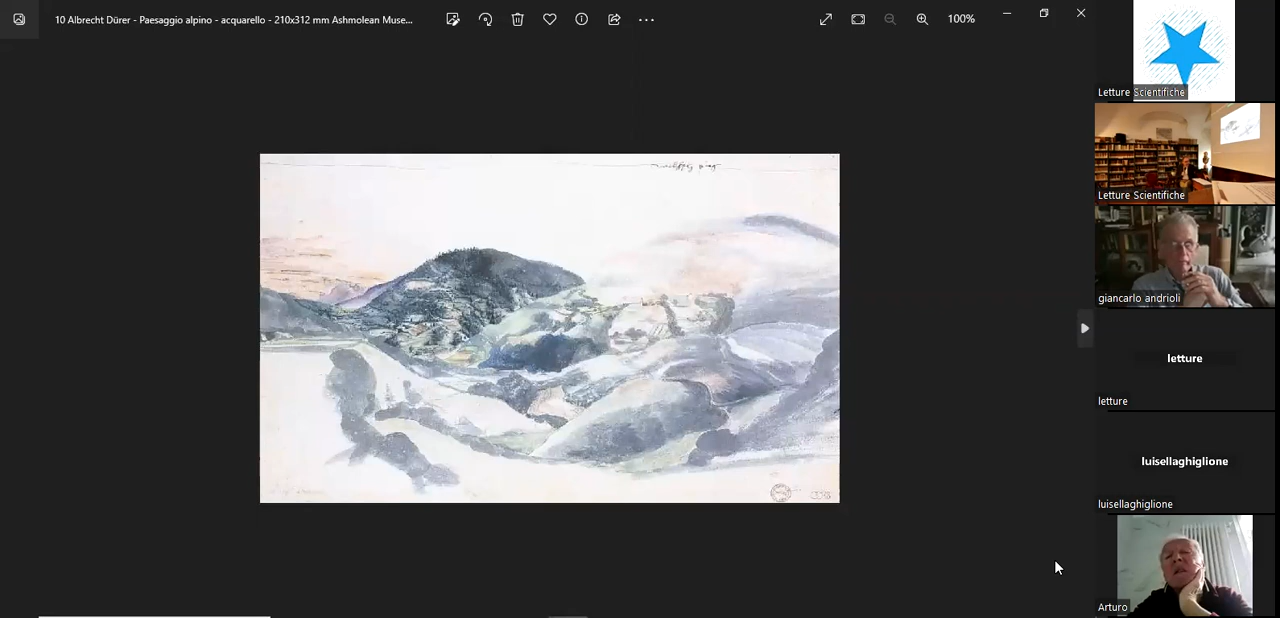 10 Albrecht Dürer - Paesaggio alpino - acquarello - 210x312 mm Ashmolean Muse...
100%
Letture Scientifiche
Letture Scientifiche
giancarlo andrioli
letture
letture
luisellaghiglione
luisellaghiglione
Arturo